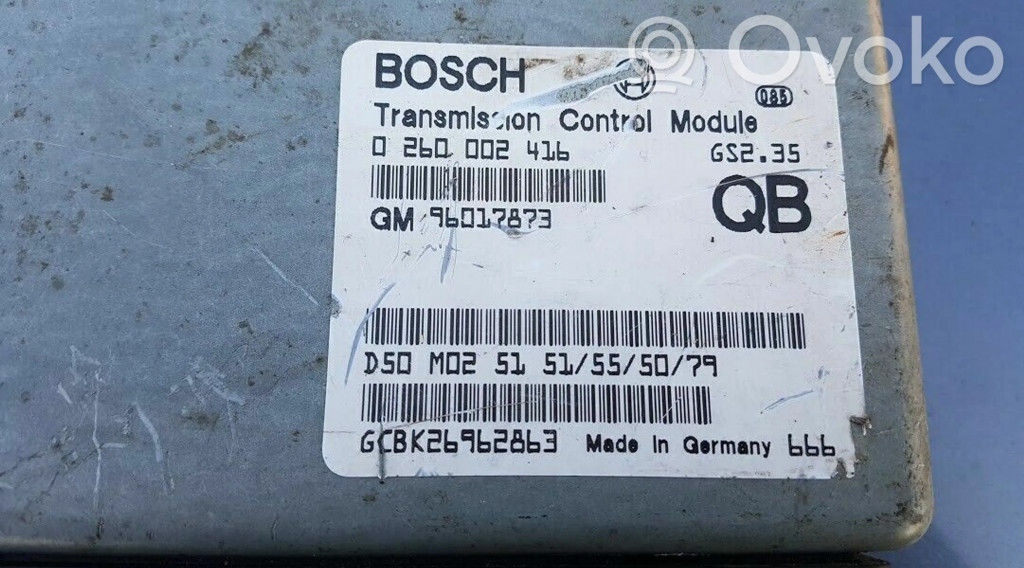 Ovoko
BOSCH
085
Transmission Control Module
0 260 002 416 GS2.35
GM 96017873 QB
D50 M02 51 51/55/50/79
GCBK26962863 Made in Germany 666